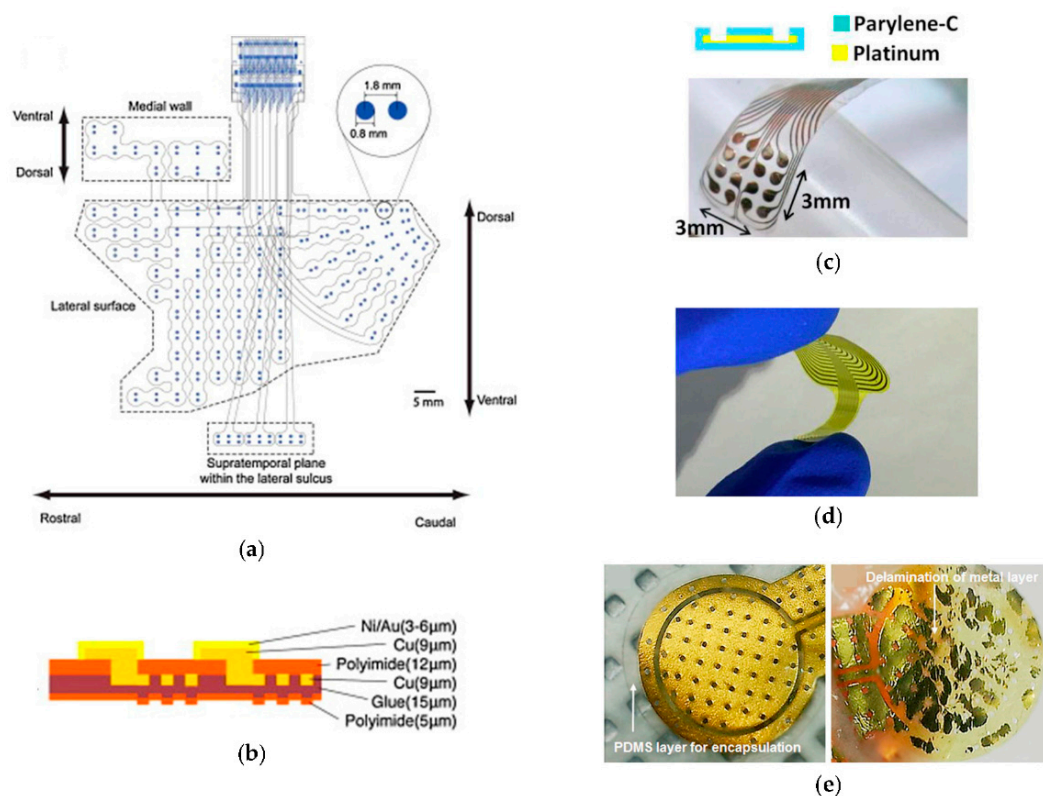 (a)
Medial wall
Ventral
Dorsal
1.8 mm
0.8 mm
Dorsal
Lateral surface
5 mm
Ventral
Supratemporal plane
within the lateral sulcus
Rostral
Caudal
(a)
Ni/Au(3-6μm)
Cu(9μm)
Polyimide(12μm)
Cu(9μm)
Glue(15μm)
Polyimide(5μm)
(b)
Parylene-C
Platinum
3mm
3mm
(c)
(d)
PDMS layer for encapsulation
Delamination of metal layer
(e)